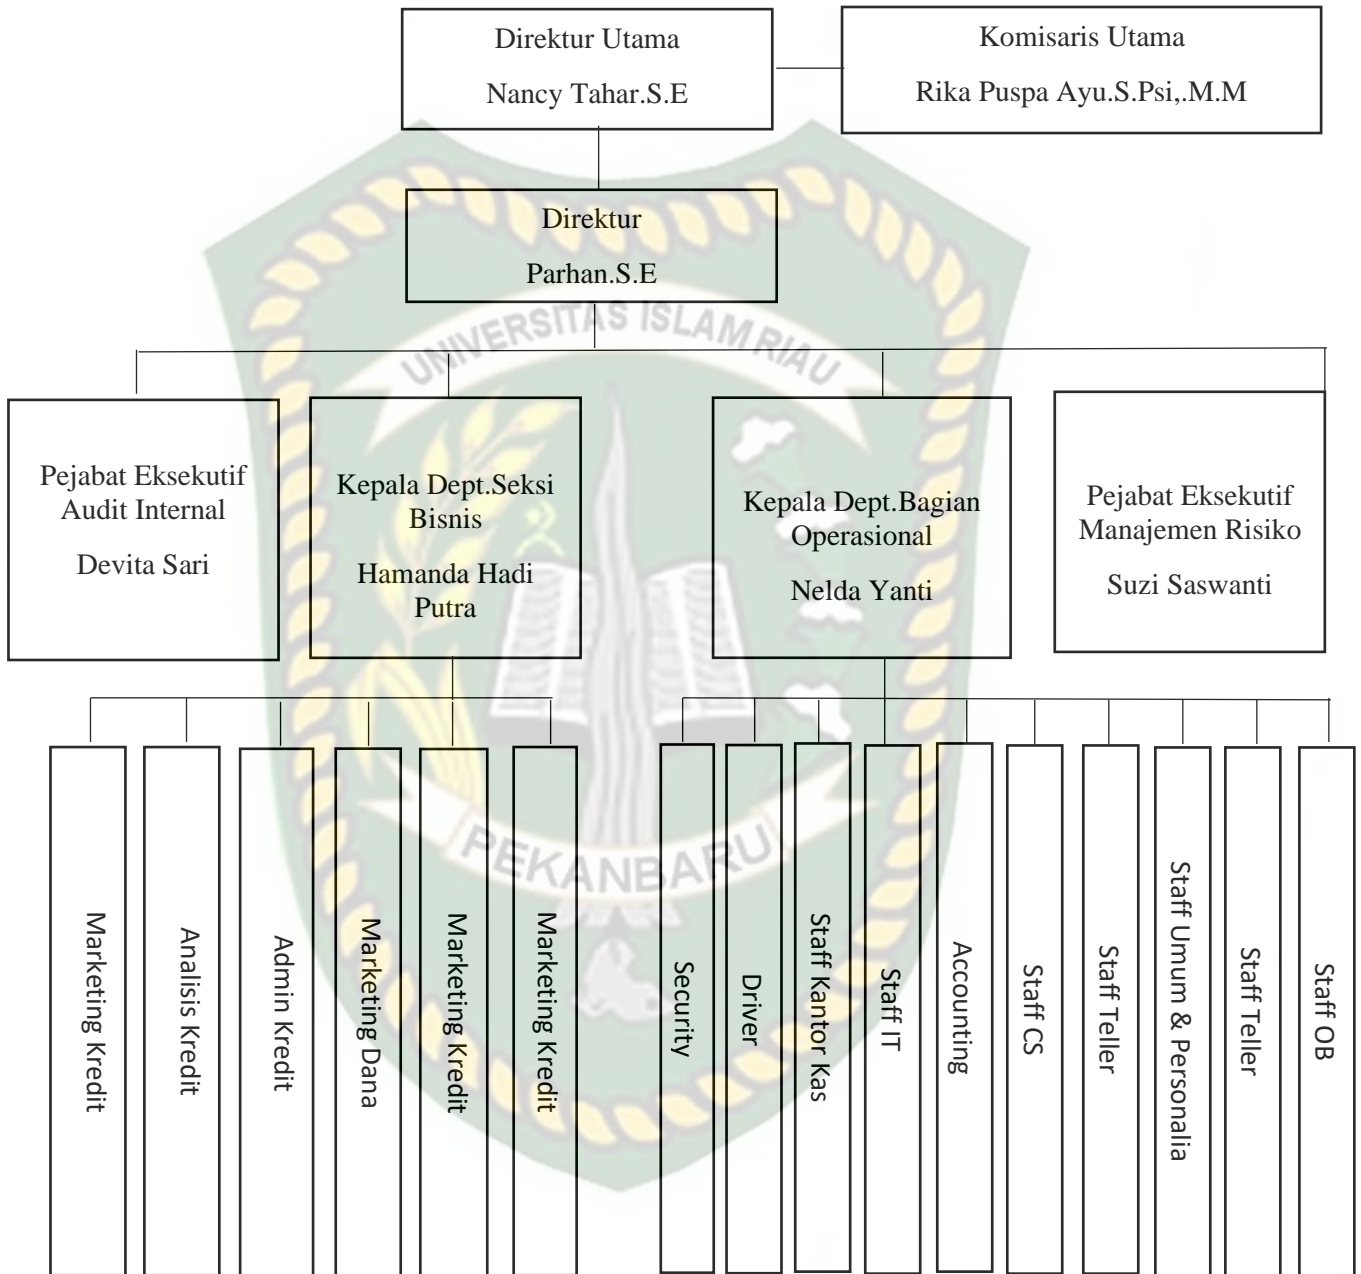 Direktur Utama
Nancy Tahar.S.E
Komisaris Utama
Rika Puspa Ayu.S.Psi,.M.M
Direktur
Parhan.S.E
UNIVERSITAS ISLAM RIAU
Pejabat Eksekutif
Audit Internal
Devita Sari
Kepala Dept.Seksi
Bisnis
Hamanda Hadi
Putra
Kepala Dept.Bagian
Operasional
Nelda Yanti
Pejabat Eksekutif
Manajemen Risiko
Suzi Saswanti
PEKANBARU
Marketing Kredit
Analisis Kredit
Admin Kredit
Marketing Dana
Marketing Kredit
Marketing Kredit
Security
Driver
Staff Kantor Kas
Staff IT
Accounting
Staff CS
Staff Teller
Staff Umum & Personalia
Staff Teller
Staff OB